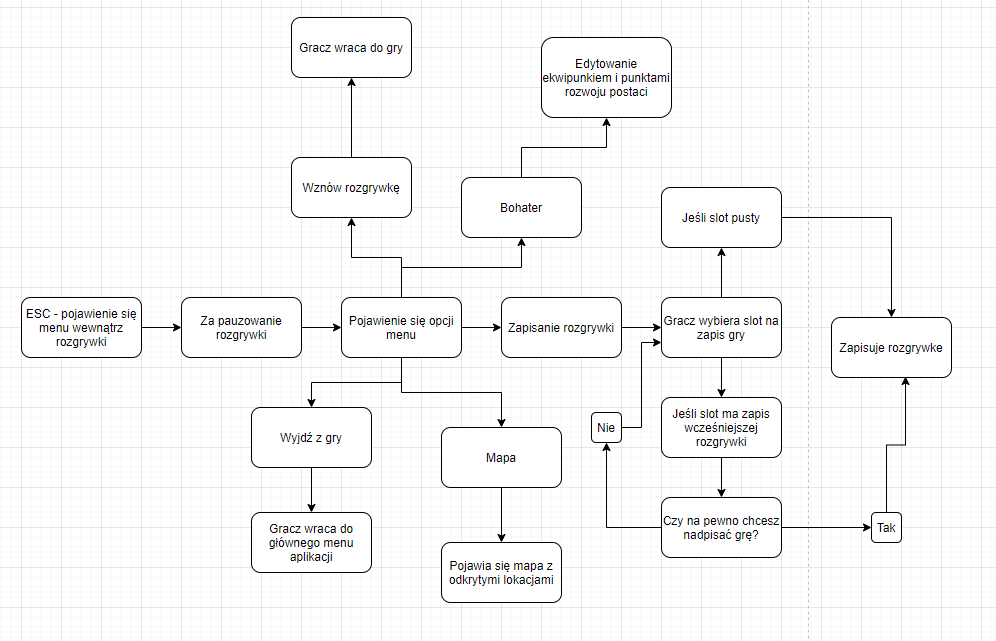 Gracz wraca do gry
Edytowanie
ekwipunkiem i punktami
rozwoju postaci
Wznów rozgrywkę
Bohater
Jeśli slot pusty
ESC - pojawienie się
menu wewnątrz
rozgrywki
Za pauzowanie
rozgrywki
Pojawienie się opcji
menu
Zapisanie rozgrywki
Gracz wybiera slot na
zapis gry
Zapisuje rozgrywke
Wyjdź z gry
Mapa
Nie
Jeśli slot ma zapis
wcześniejszej
rozgrywki
Gracz wraca do
głównego menu
aplikacji
Pojawia się mapa z
odkrytymi lokacjami
Czy na pewno chcesz
nadpisać grę?
Tak